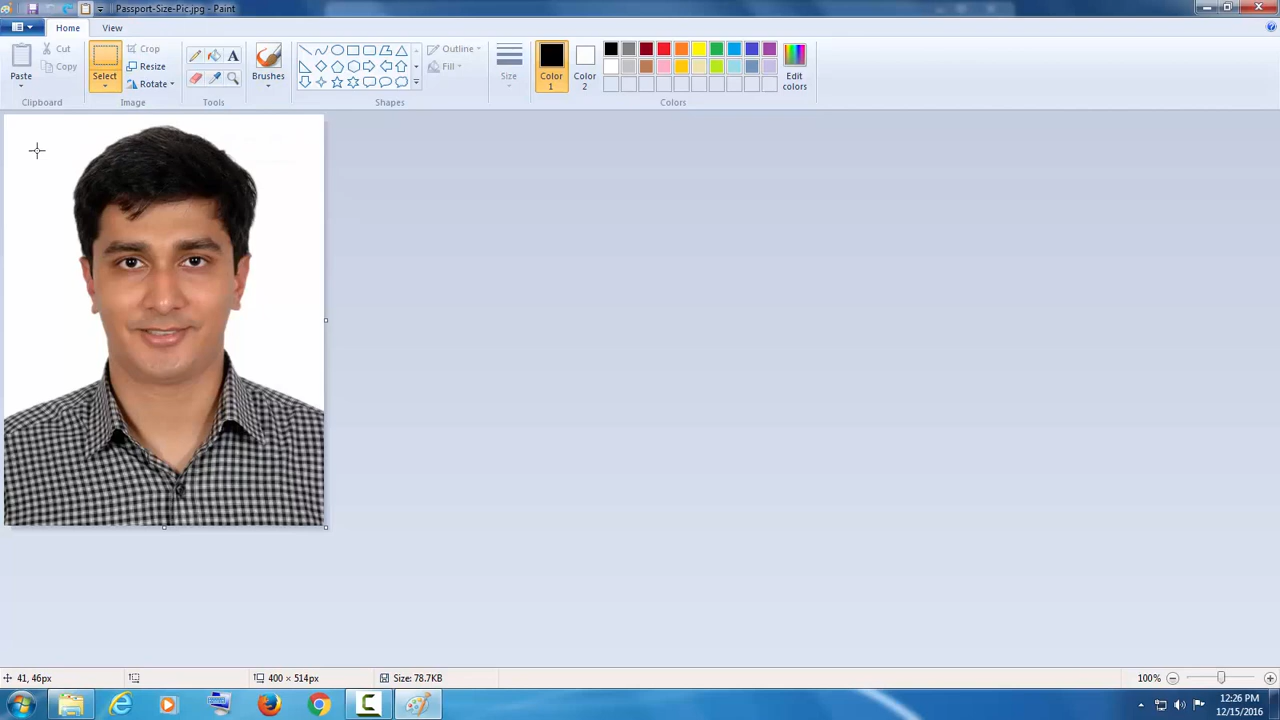 Passport-Size-Pic.jpg - Paint
Home View
Paste
Cut
Copy
Clipboard
Select
Crop
Resize
Rotate
Image
A
Tools
Brushes
Outline
Fill
Shapes
Size
Color 1
Color 2
Edit colors
Colors
41, 46px
400 × 514px
Size: 78.7KB
100%
12:26 PM
12/15/2016